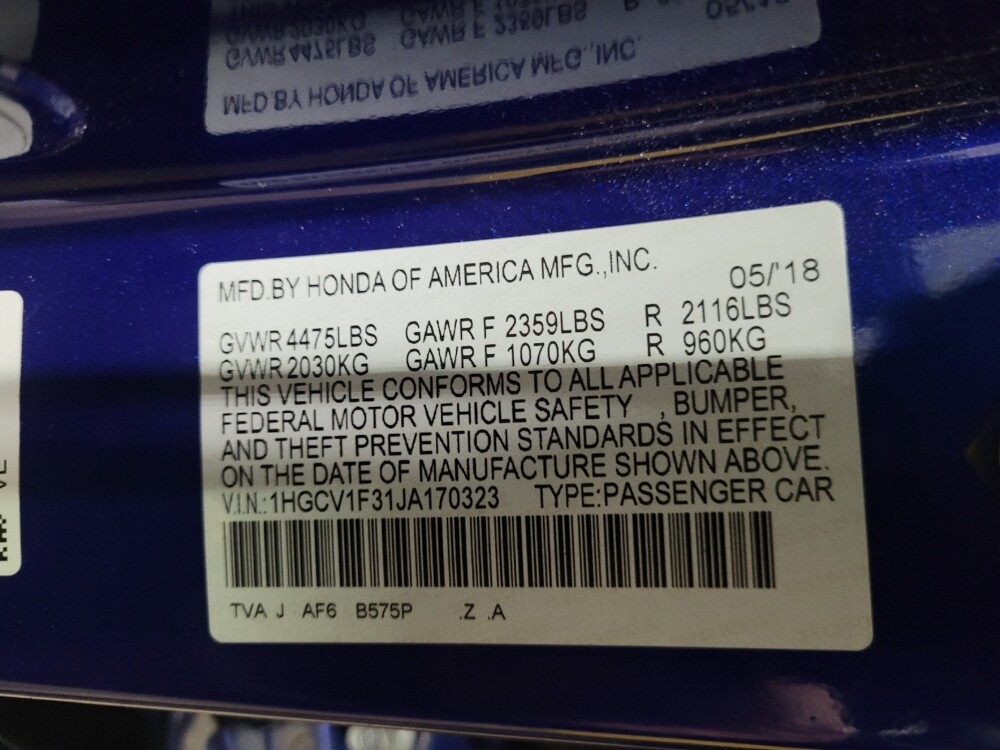 MFD.BY HONDA OF AMERICA MFG.,INC.
05/'18
GVWR 4475LBS GAWR F 2359LBS R 2116LBS
GVWR 2030KG GAWR F 1070KG R 960KG
THIS VEHICLE CONFORMS TO ALL APPLICABLE
FEDERAL MOTOR VEHICLE SAFETY , BUMPER,
AND THEFT PREVENTION STANDARDS IN EFFECT
ON THE DATE OF MANUFACTURE SHOWN ABOVE.
V.I.N.:1HGCV1F31JA170323 TYPE:PASSENGER CAR
TVA J AF6 B575P .Z .A